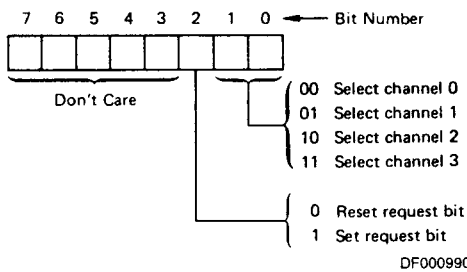 7 6 5 4 3 2 1 0 Bit Number
Don't Care
00 Select channel 0
01 Select channel 1
10 Select channel 2
11 Select channel 3
0 Reset request bit
1 Set request bit
DF000990